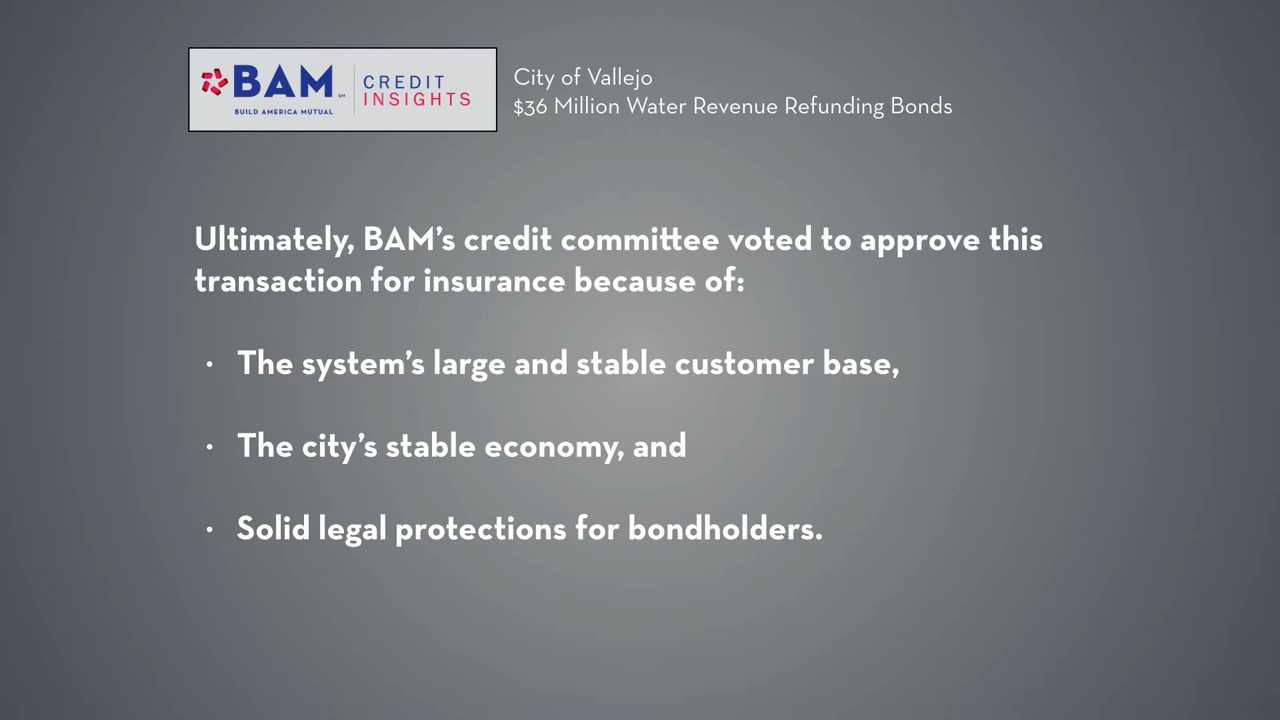 BAM SM
BUILD AMERICA MUTUAL
CREDIT
INSIGHTS
City of Vallejo
$36 Million Water Revenue Refunding Bonds
Ultimately, BAM’s credit committee voted to approve this
transaction for insurance because of:
· The system’s large and stable customer base,
· The city’s stable economy, and
· Solid legal protections for bondholders.